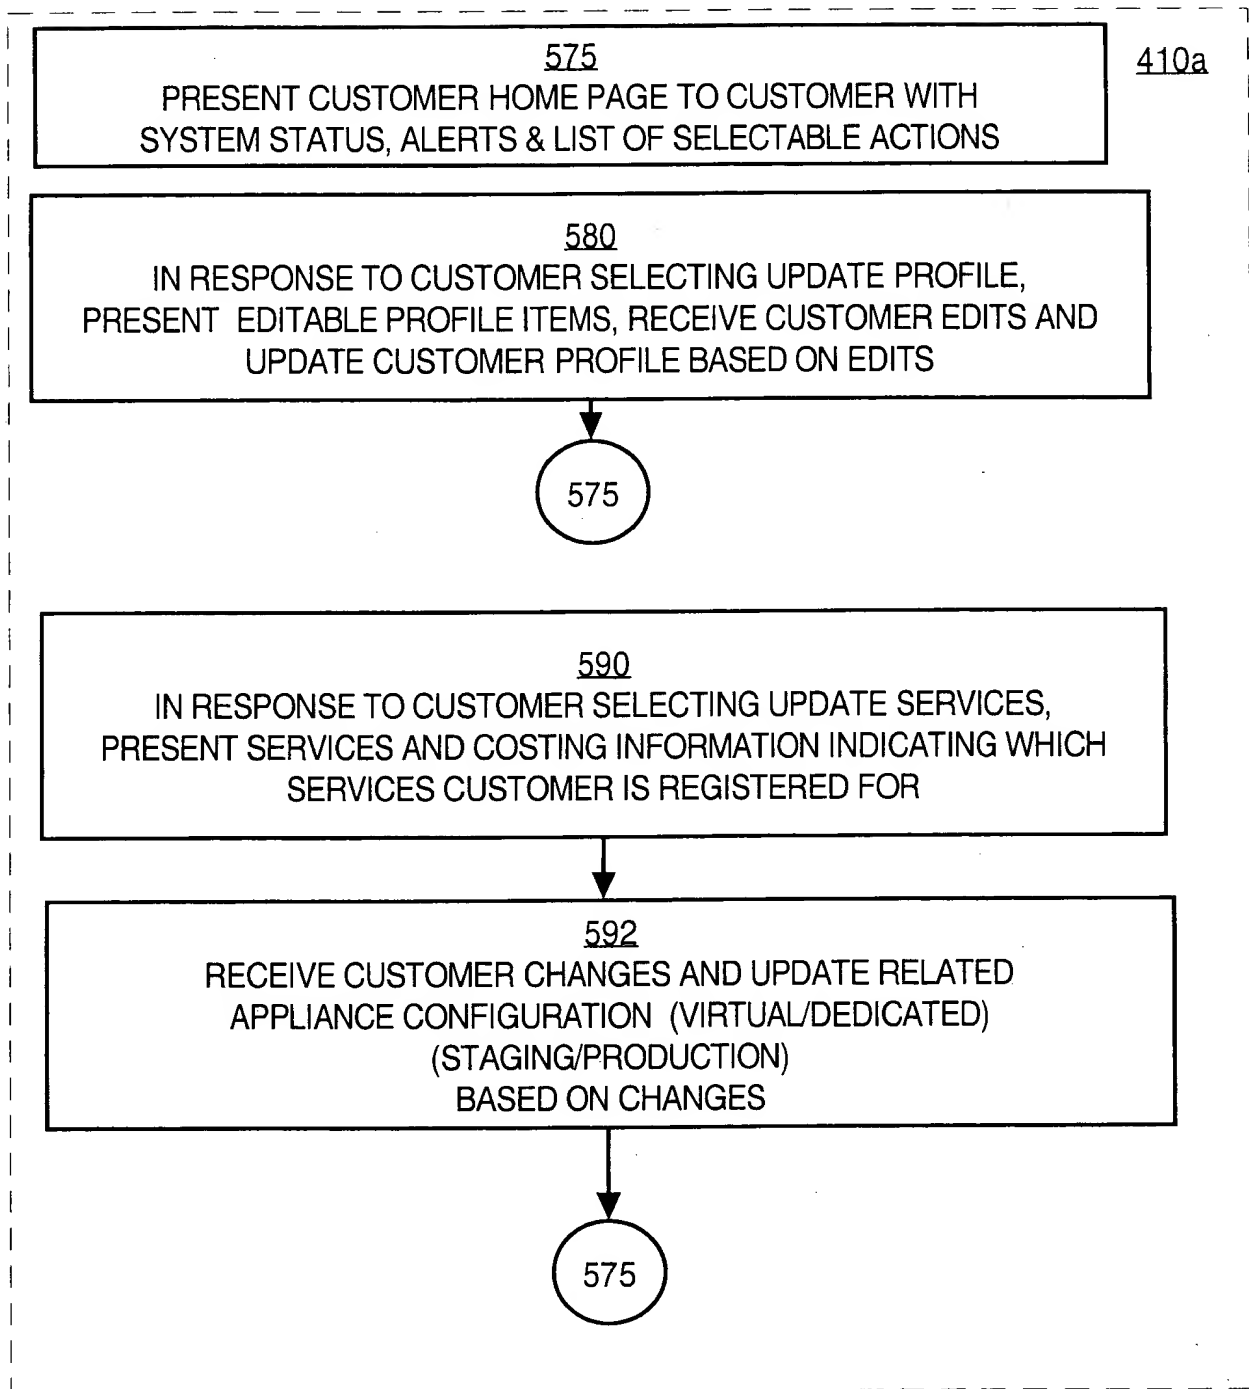 575
410a
PRESENT CUSTOMER HOME PAGE TO CUSTOMER WITH
SYSTEM STATUS, ALERTS & LIST OF SELECTABLE ACTIONS
580
IN RESPONSE TO CUSTOMER SELECTING UPDATE PROFILE,
PRESENT EDITABLE PROFILE ITEMS, RECEIVE CUSTOMER EDITS AND
UPDATE CUSTOMER PROFILE BASED ON EDITS
575
590
IN RESPONSE TO CUSTOMER SELECTING UPDATE SERVICES,
PRESENT SERVICES AND COSTING INFORMATION INDICATING WHICH
SERVICES CUSTOMER IS REGISTERED FOR
592
RECEIVE CUSTOMER CHANGES AND UPDATE RELATED
APPLIANCE CONFIGURATION (VIRTUAL/DEDICATED)
(STAGING/PRODUCTION)
BASED ON CHANGES
575